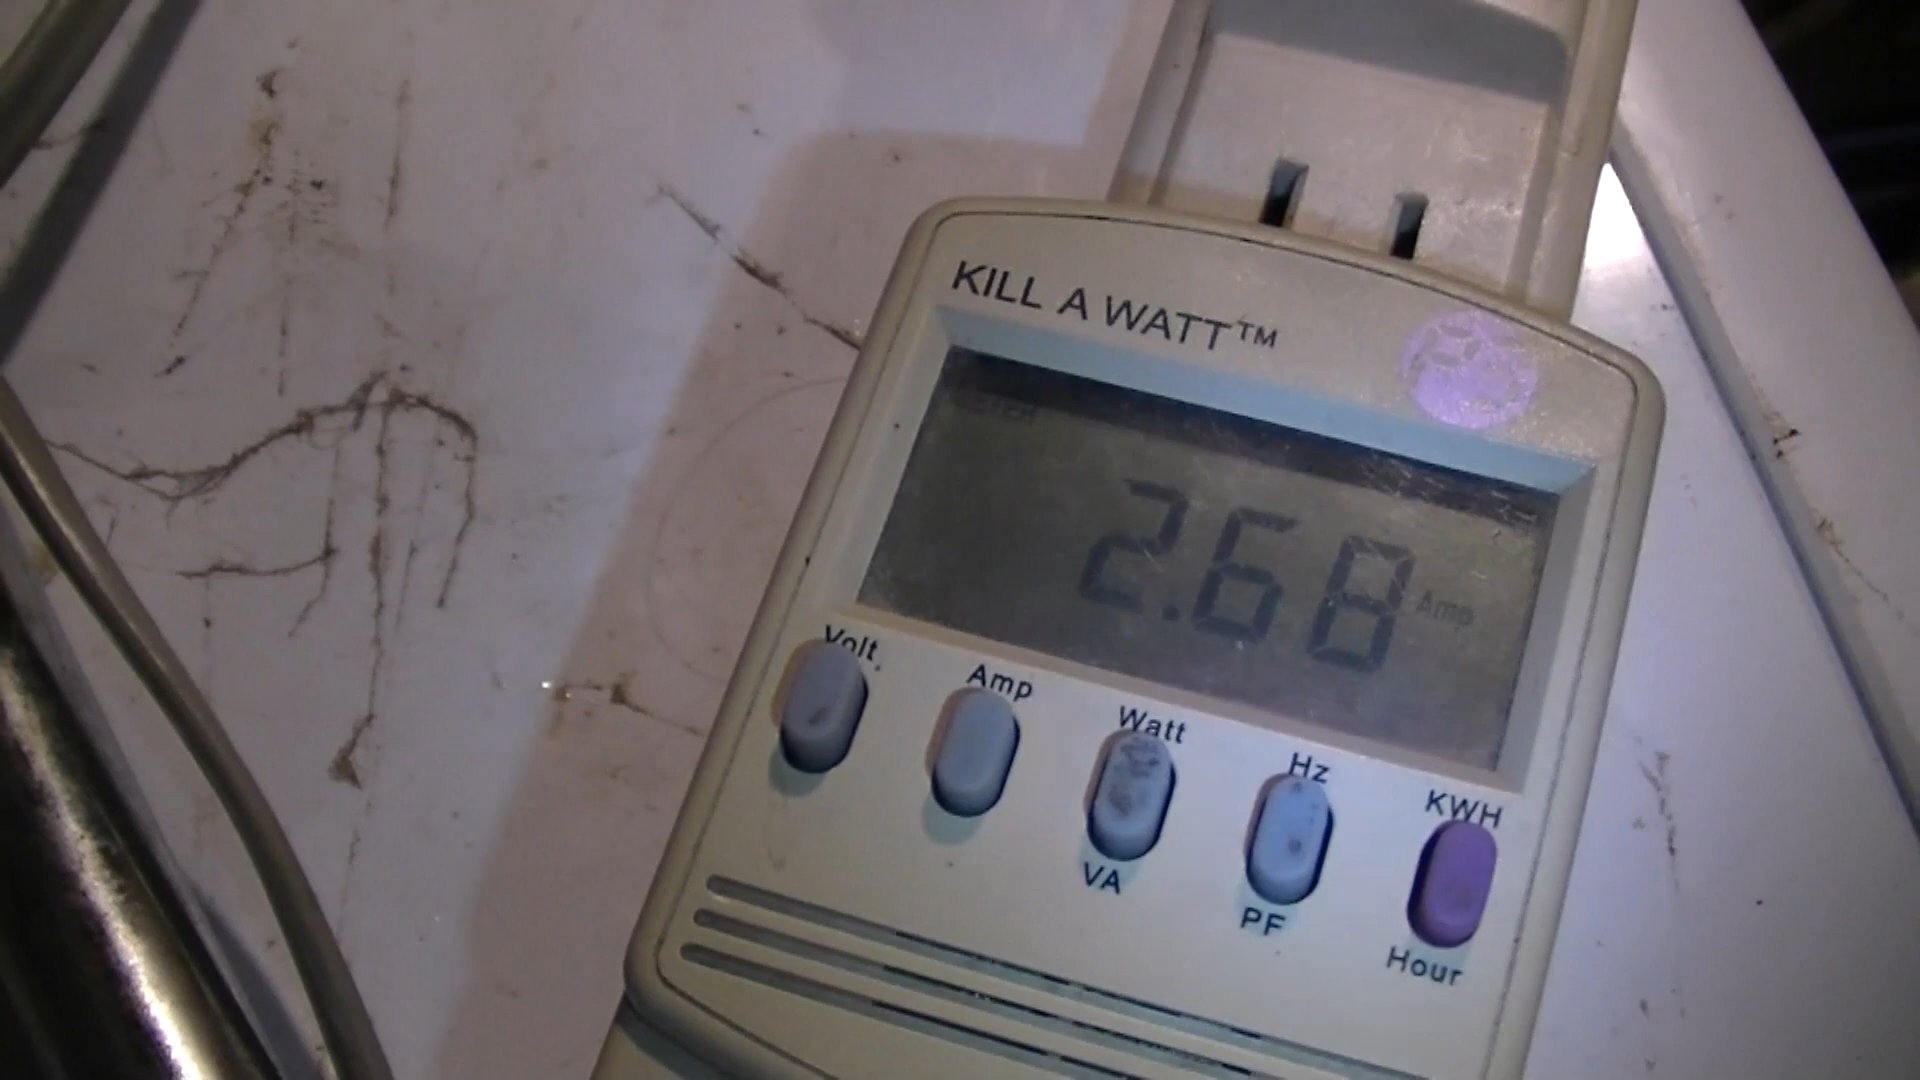 KILL A WATT™
2.68 Amp
Volt
Amp
Watt
Hz
KWH
VA
PF
Hour